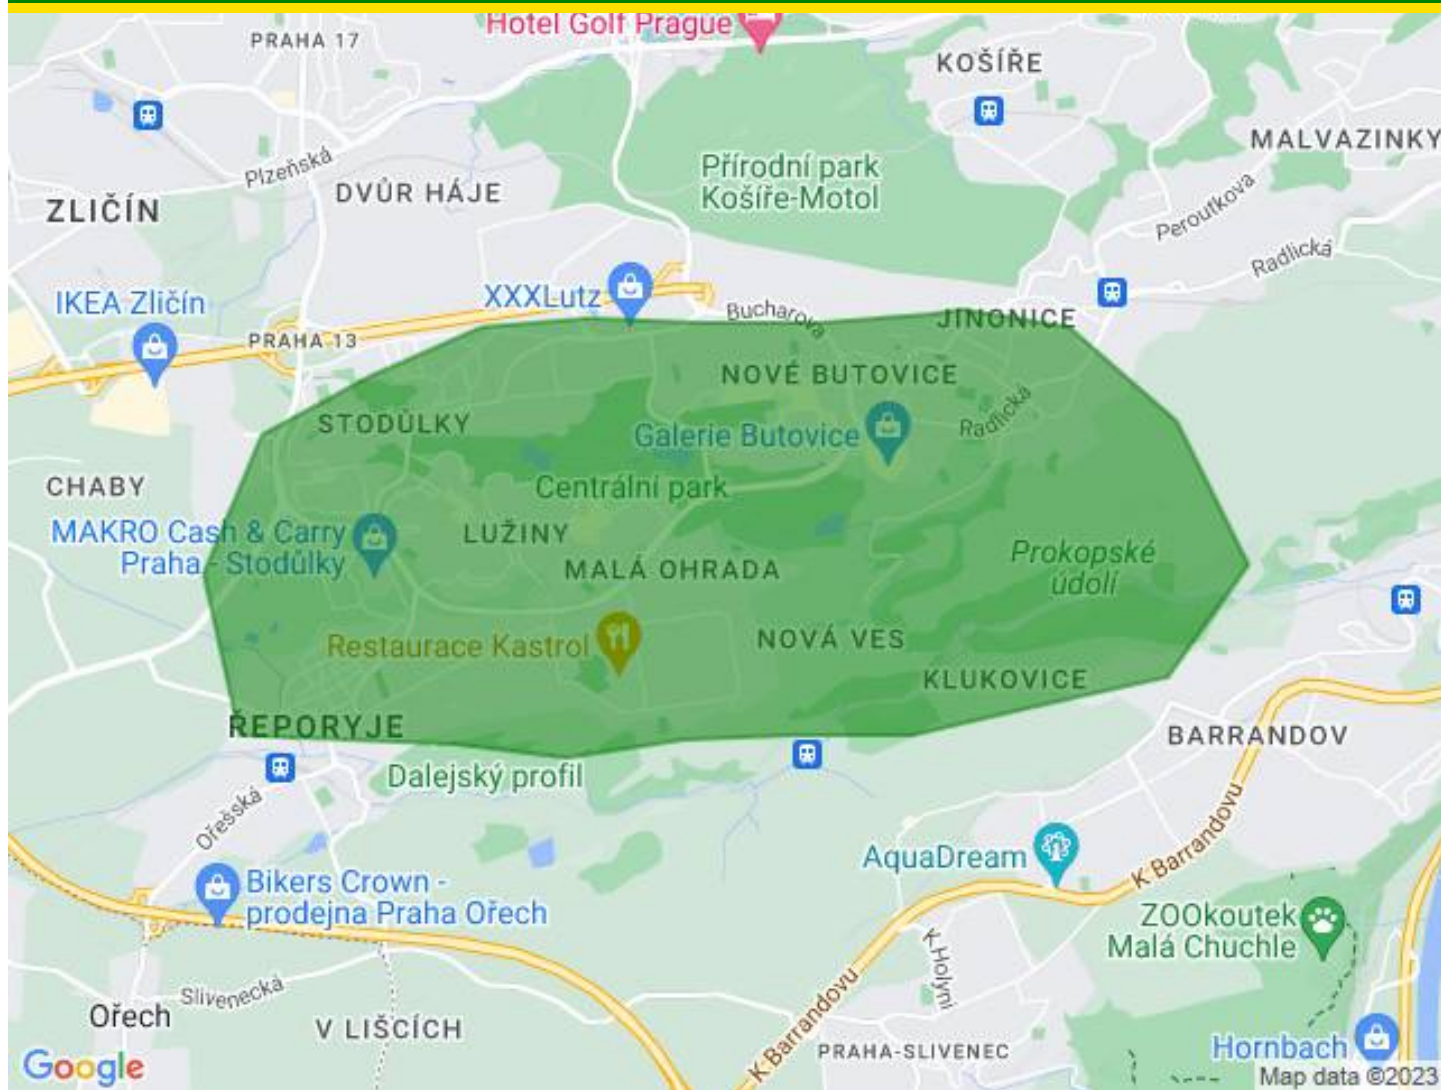 Hotel Golf Prague
PRAHA 17
KOŠÍŘE
MALVAZINKY
Plzeňská
Přírodní park
Košíře-Motol
DVŮR HÁJE
ZLIČÍN
Peroutkova
Radlická
IKEA Zličín
XXXLutz
Bucharova
JINONICE
PRAHA 13
NOVÉ BUTOVICE
STODŮLKY
Radlická
Galerie Butovice
CHABY
Centrální park
MAKRO Cash & Carry
Praha - Stodůlky
LUŽINY
MALÁ OHRADA
Prokopské
údolí
Restaurace Kastrol
NOVÁ VES
KLUKOVICE
ŘEPORYJE
BARRANDOV
Dalejský profil
Ořešská
K Barrandovu
AquaDream
Bikers Crown -
prodejna Praha Ořech
ZOOkoutek
Malá Chuchle
K Holyni
Slivenecká
Ořech
V LIŠCÍCH
K Barrandovu
PRAHA-SLIVENEC
Hornbach
Google
Map data ©2023